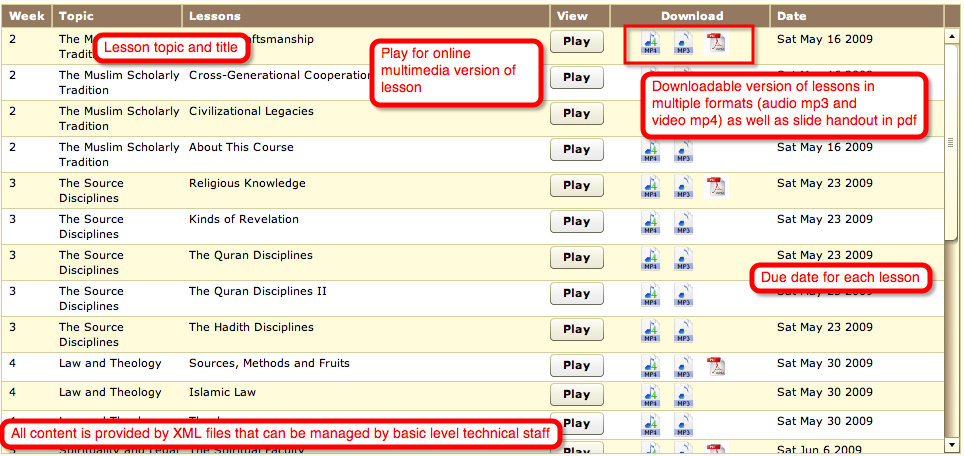 Week Topic Lessons View Download Date
2 The M aftsmanship Play MP4 MP3 Sat May 16 2009
Tradition
Lesson topic and title
Play for online
multimedia version of
lesson
2 The Muslim Scholarly Cross-Generational Cooperation Play
Tradition
Downloadable version of lessons in
multiple formats (audio mp3 and
video mp4) as well as slide handout in pdf
2 The Muslim Scholarly Civilizational Legacies Play
Tradition
2 The Muslim Scholarly About This Course Play MP4 MP3 Sat May 16 2009
Tradition
3 The Source Religious Knowledge Play MP4 MP3 Sat May 23 2009
Disciplines
3 The Source Kinds of Revelation Play MP4 MP3 Sat May 23 2009
Disciplines
3 The Source The Quran Disciplines Play MP4 MP3 Sat May 23 2009
Disciplines
Due date for each lesson
3 The Source The Quran Disciplines II Play MP4 MP3 Sat May 23 2009
Disciplines
3 The Source The Hadith Disciplines Play MP4 MP3 Sat May 23 2009
Disciplines
4 Law and Theology Sources, Methods and Fruits Play MP4 MP3 Sat May 30 2009
4 Law and Theology Islamic Law Play MP4 MP3 Sat May 30 2009
4 Law and Theology Play MP4 MP3 Sat May 30 2009
All content is provided by XML files that can be managed by basic level technical staff
5 Spirituality and Legal The Spiritual Faculty Play Sat Jun 6 2009